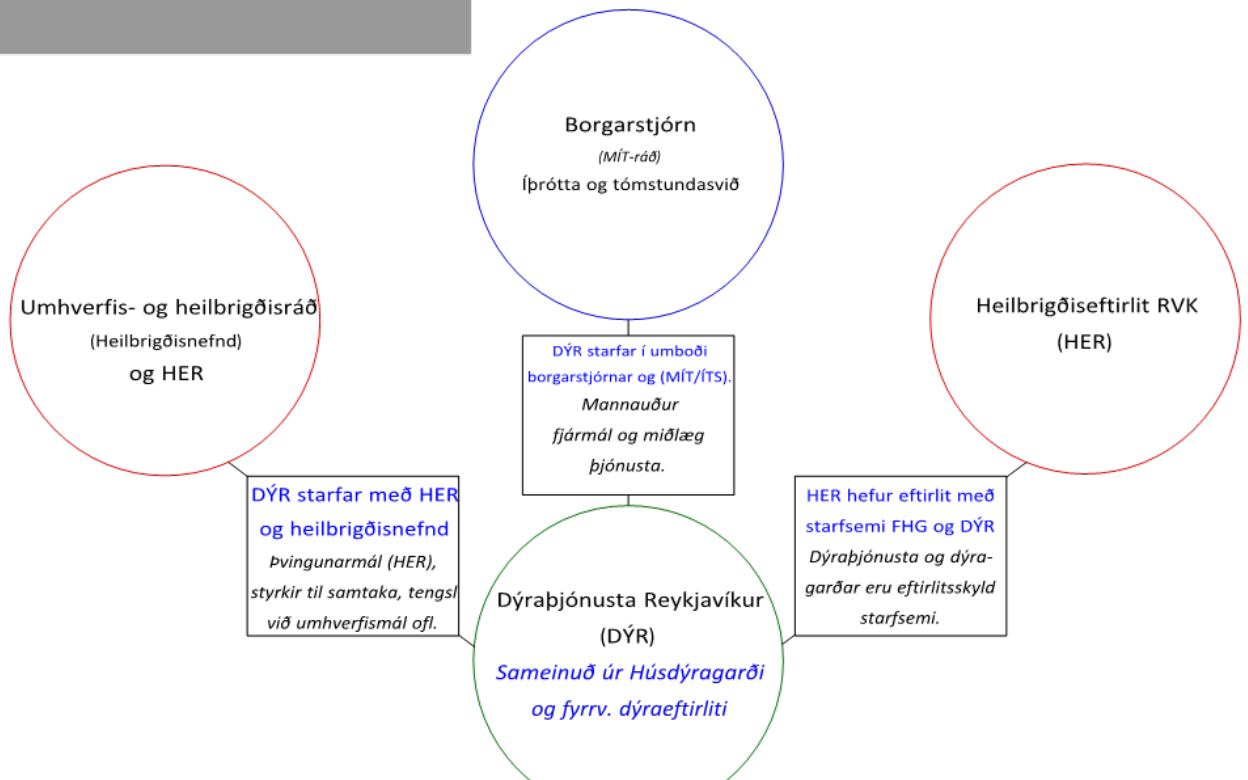 Borgarstjórn
(MÍT-ráð)
Íþrótta og tómstundasvið
Umhverfis- og heilbrigðisráð
(Heilbrigðisnefnd)
og HER
Heilbrigðiseftirlit RVK
(HER)
DÝR starfar í umboði
borgarstjórnar og (MÍT/ÍTS).
Mannauður
fjármál og miðlæg
þjónusta.
DÝR starfar með HER
og heilbrigðisnefnd
Þvingunarmál (HER),
styrkir til samtaka, tengsl
við umhverfismál ofl.
HER hefur eftirlit með
starfsemi FHG og DÝR
Dýraþjónusta og dýra-
garðar eru eftirlitsskyld
starfsemi.
Dýraþjónusta Reykjavíkur
(DÝR)
Sameinuð úr Húsdýragarði
og fyrrv. dýraeftirliti